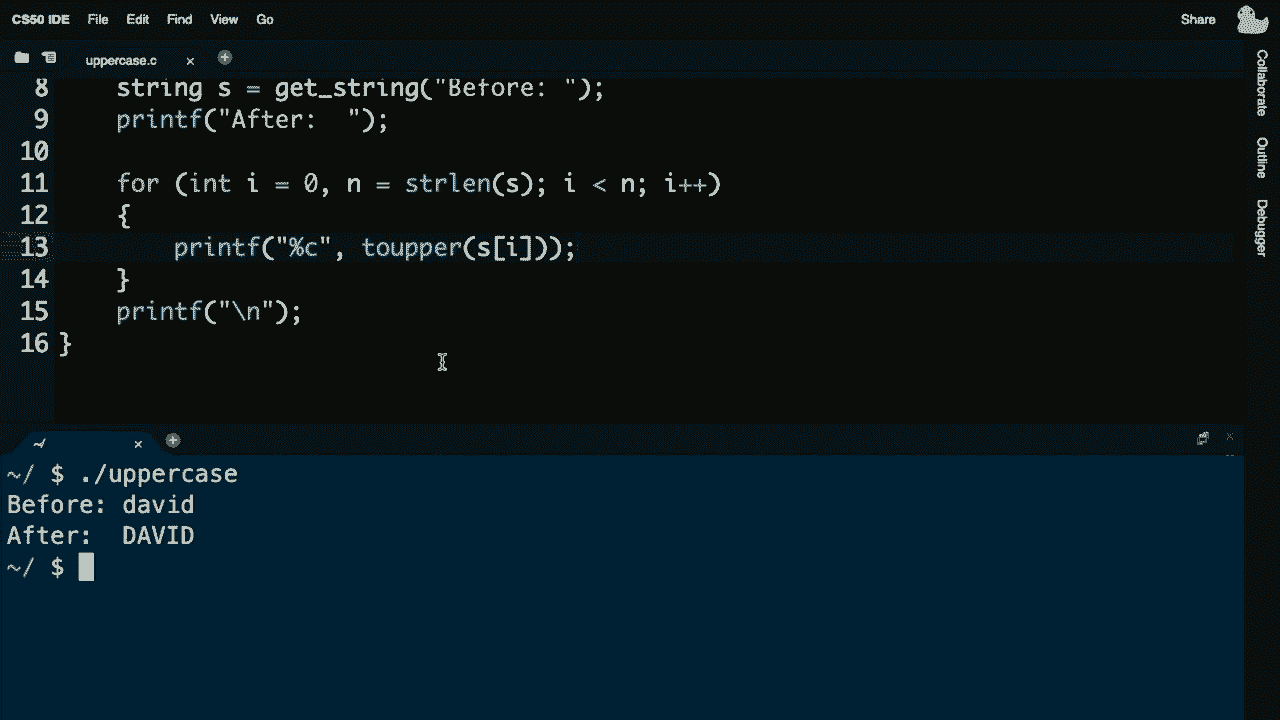 CS50 IDE File Edit Find View Go Share
uppercase.c
8 string s = get_string("Before: ");
9 printf("After:  ");
10
11 for (int i = 0, n = strlen(s); i < n; i++)
12 {
13 printf("%c", toupper(s[i]));
14 }
15 printf("\n");
16 }
Collaborate
Outline
Debugger
~/ $ ./uppercase
Before: david
After:  DAVID
~/ $